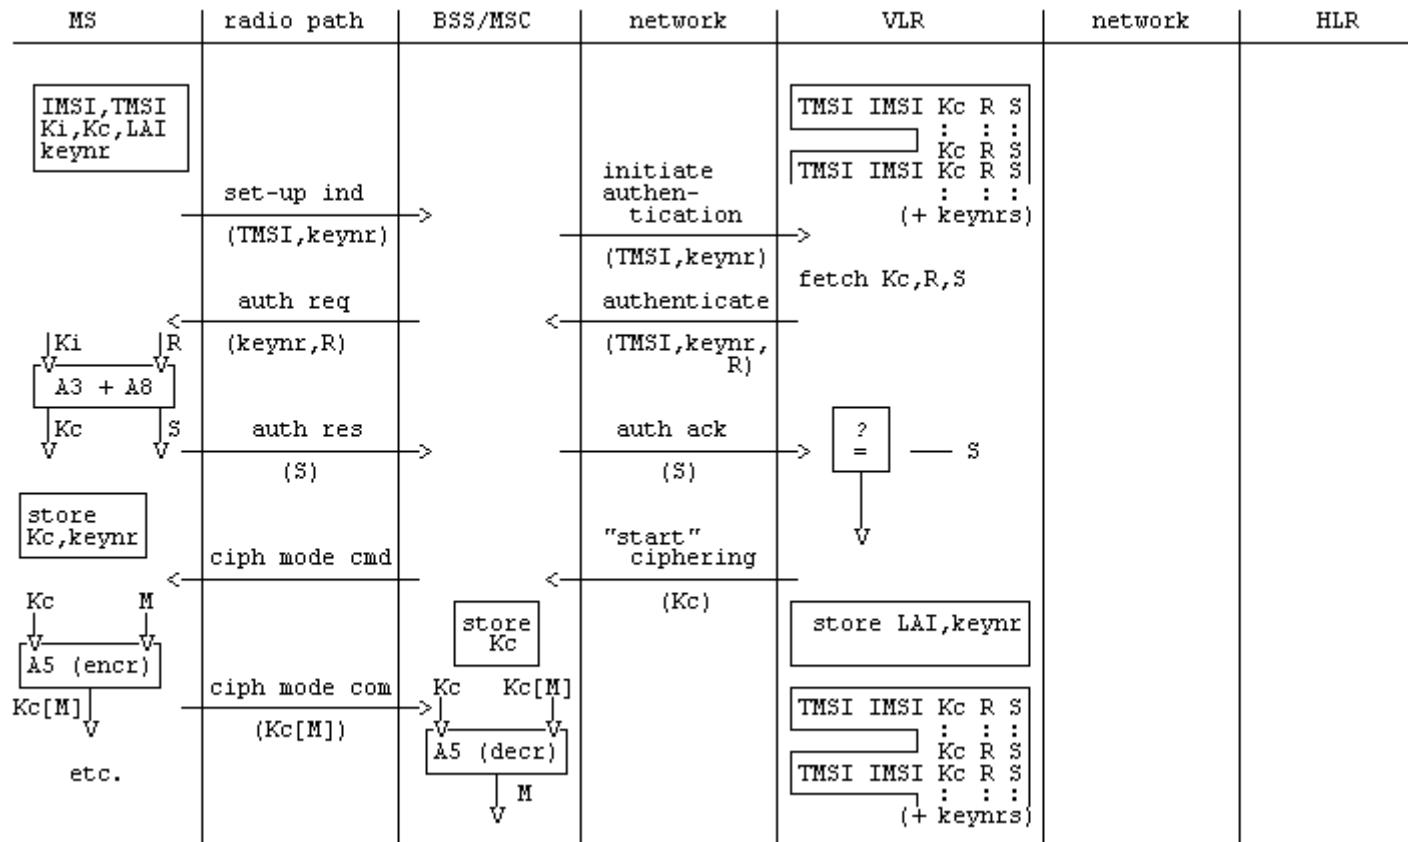 MS radio path BSS/MSC network VLR network HLR
IMSI,TMSI
Ki,Kc,LAI
keynr
TMSI IMSI Kc R S
: : :
Kc R S
TMSI IMSI Kc R S
: : :
(+ keynrs)
set-up ind
(TMSI,keynr)
initiate
authen-
tication
(TMSI,keynr)
fetch Kc,R,S
auth req
(keynr,R)
authenticate
(TMSI,keynr,
R)
Ki R
A3 + A8
Kc S
auth res
(S)
auth ack
(S)
?
=
S
store
Kc,keynr
ciph mode cmd
"start"
ciphering
(Kc)
Kc M
A5 (encr)
Kc[M]
store
Kc
store LAI,keynr
ciph mode com
(Kc[M])
Kc Kc[M]
A5 (decr)
M
TMSI IMSI Kc R S
: : :
Kc R S
TMSI IMSI Kc R S
: : :
(+ keynrs)
etc.